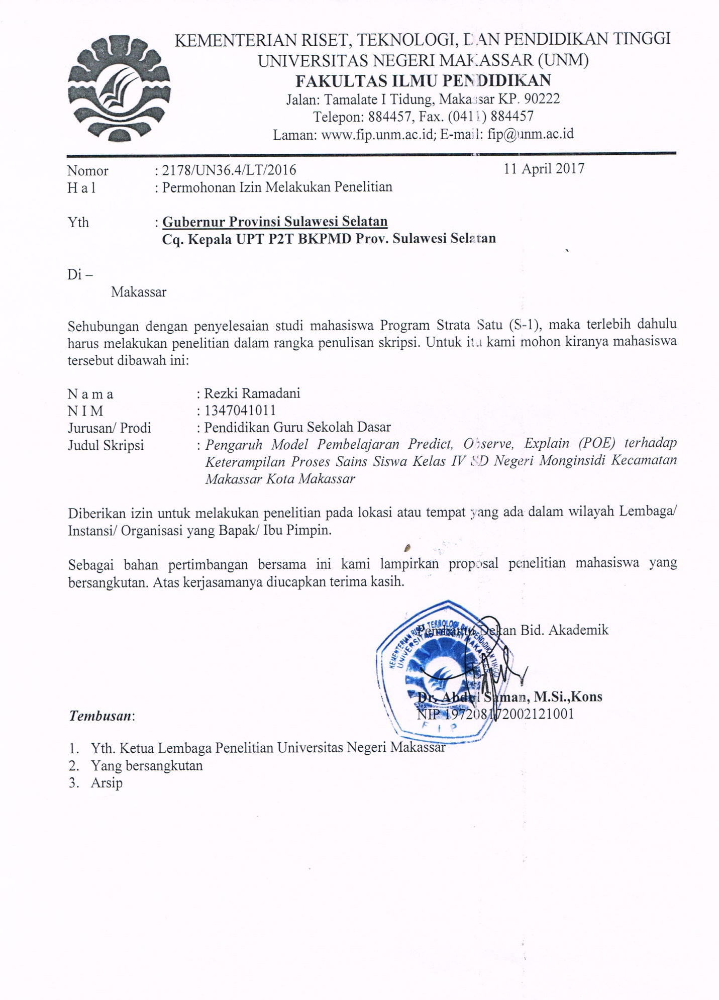 KEMENTERIAN RISET, TEKNOLOGI, DAN PENDIDIKAN TINGGI
UNIVERSITAS NEGERI MAKASSAR (UNM)
FAKULTAS ILMU PENDIDIKAN
Jalan: Tamalate I Tidung, Makassar KP. 90222
Telepon: 884457, Fax. (0411) 884457
Laman: www.fip.unm.ac.id; E-mail: fip@unm.ac.id
Nomor : 2178/UN36.4/LT/2016 11 April 2017
H a l : Permohonan Izin Melakukan Penelitian
Yth : Gubernur Provinsi Sulawesi Selatan
Cq. Kepala UPT P2T BKPMD Prov. Sulawesi Selatan
Di –
Makassar
Sehubungan dengan penyelesaian studi mahasiswa Program Strata Satu (S-1), maka terlebih dahulu
harus melakukan penelitian dalam rangka penulisan skripsi. Untuk itu kami mohon kiranya mahasiswa
tersebut dibawah ini:
N a m a : Rezki Ramadani
N I M : 1347041011
Jurusan/ Prodi : Pendidikan Guru Sekolah Dasar
Judul Skripsi : Pengaruh Model Pembelajaran Predict, Observe, Explain (POE) terhadap
Keterampilan Proses Sains Siswa Kelas IV SD Negeri Monginsidi Kecamatan
Makassar Kota Makassar
Diberikan izin untuk melakukan penelitian pada lokasi atau tempat yang ada dalam wilayah Lembaga/
Instansi/ Organisasi yang Bapak/ Ibu Pimpin.
Sebagai bahan pertimbangan bersama ini kami lampirkan proposal penelitian mahasiswa yang
bersangkutan. Atas kerjasamanya diucapkan terima kasih.
Pembantu Dekan Bid. Akademik
KEMENTERIAN RISET TEKNOLOGI DAN PENDIDIKAN TINGGI
UNIVERSITAS NEGERI MAKASSAR
FIP
Dr. Abdul Saman, M.Si.,Kons
NIP 197208172002121001
Tembusan:
1. Yth. Ketua Lembaga Penelitian Universitas Negeri Makassar
2. Yang bersangkutan
3. Arsip